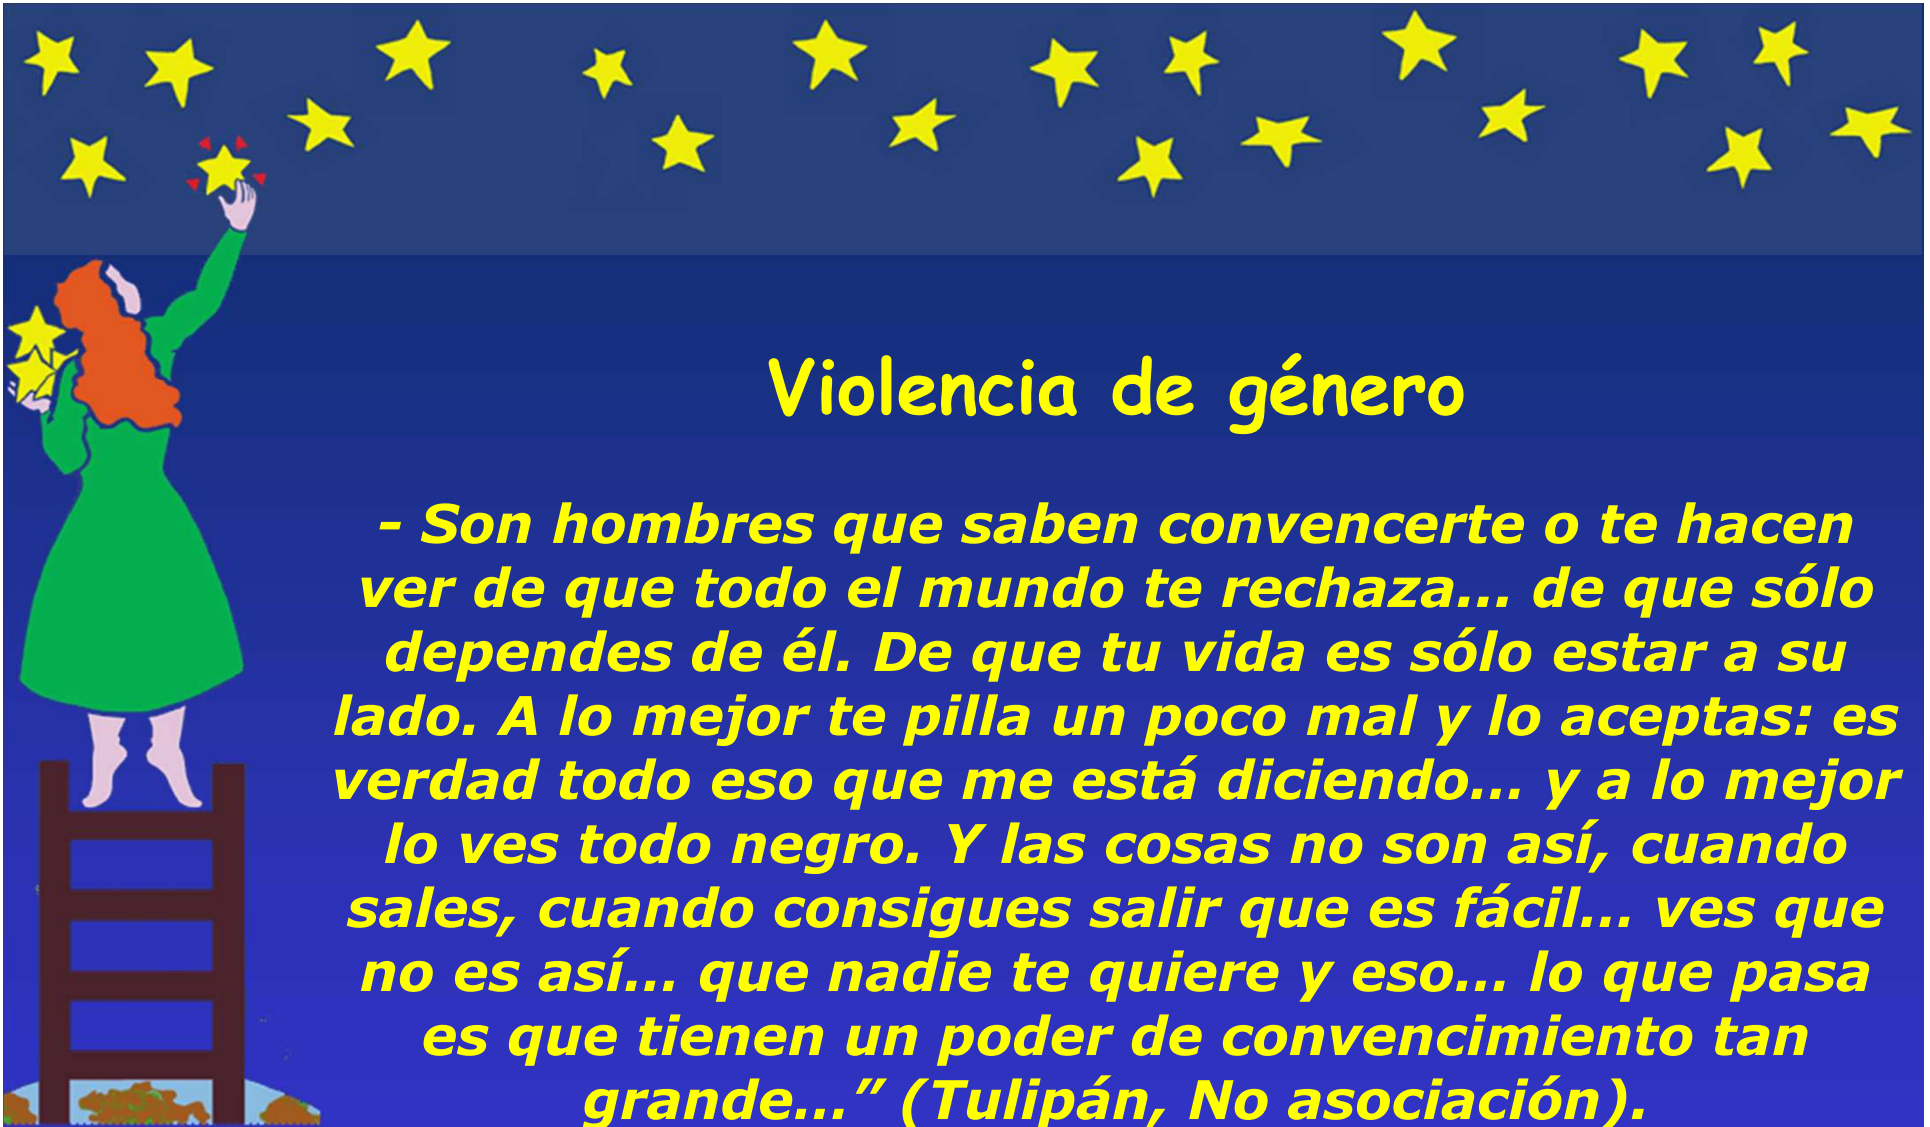 Violencia de género
- Son hombres que saben convencerte o te hacen
ver de que todo el mundo te rechaza... de que sólo
dependes de él. De que tu vida es sólo estar a su
lado. A lo mejor te pilla un poco mal y lo aceptas: es
verdad todo eso que me está diciendo... y a lo mejor
lo ves todo negro. Y las cosas no son así, cuando
sales, cuando consigues salir que es fácil... ves que
no es así... que nadie te quiere y eso... lo que pasa
es que tienen un poder de convencimiento tan
grande...” (Tulipán, No asociación).